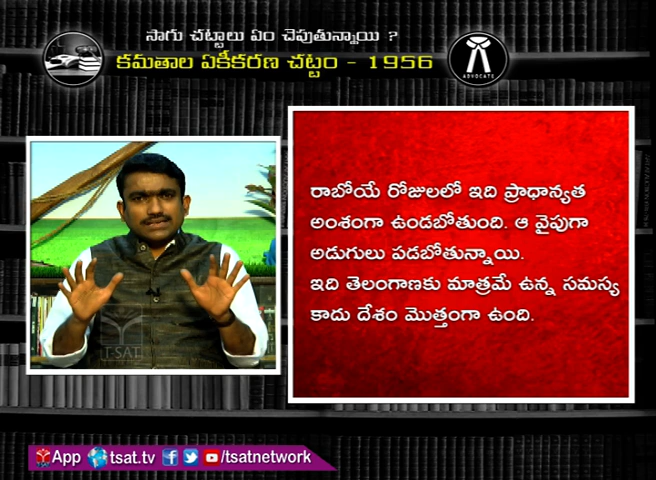 సాగు చట్టాలు ఏం చెపుతున్నాయి ?
కమతాల ఏకీకరణ చట్టం - 1956
ADVOCATE
రాబోయే రోజులలో ఇది ప్రాధాన్యత
అంశంగా ఉండబోతుంది. ఆ వైపుగా
అడుగులు పడబోతున్నాయి.
ఇది తెలంగాణకు మాత్రమే ఉన్న సమస్య
కాదు దేశం మొత్తంగా ఉంది.
T-SAT
App tsat.tv /tsatnetwork